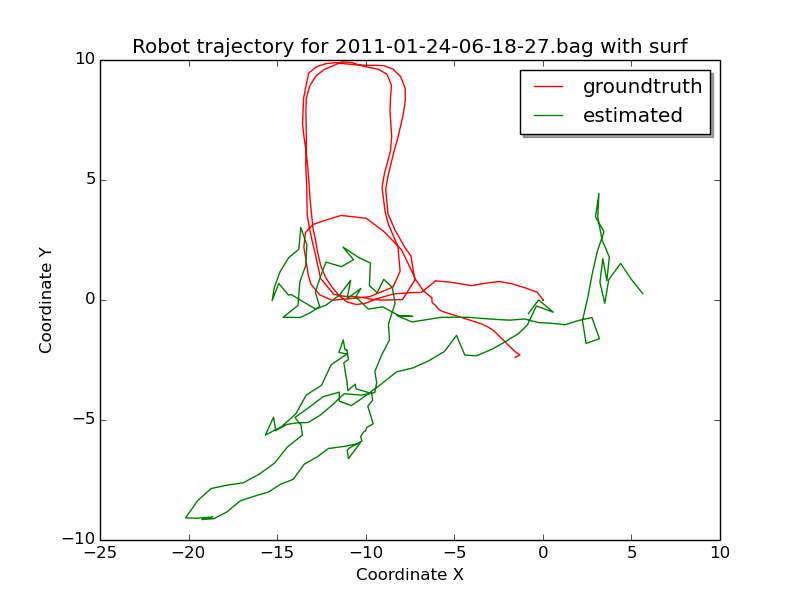 Robot trajectory for 2011-01-24-06-18-27.bag with surf
groundtruth
estimated
10
5
0
−5
−10
Coordinate Y
−25 −20 −15 −10 −5 0 5 10
Coordinate X